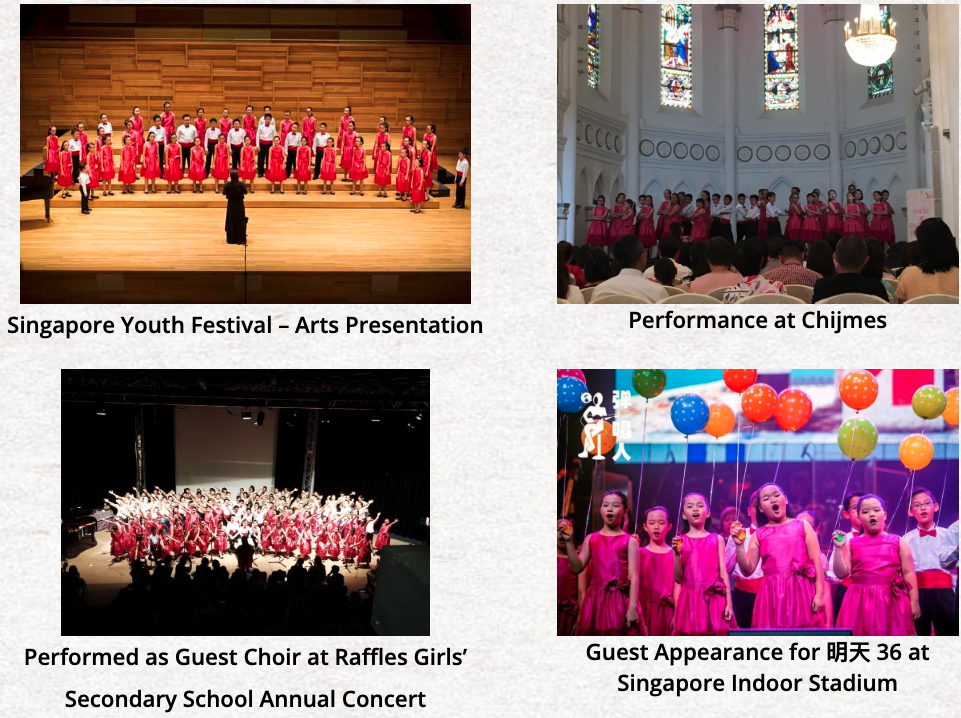 Singapore Youth Festival – Arts Presentation
Performance at Chijmes
弹
唱
人
Performed as Guest Choir at Raffles Girls’
Secondary School Annual Concert
Guest Appearance for 明天 36 at
Singapore Indoor Stadium